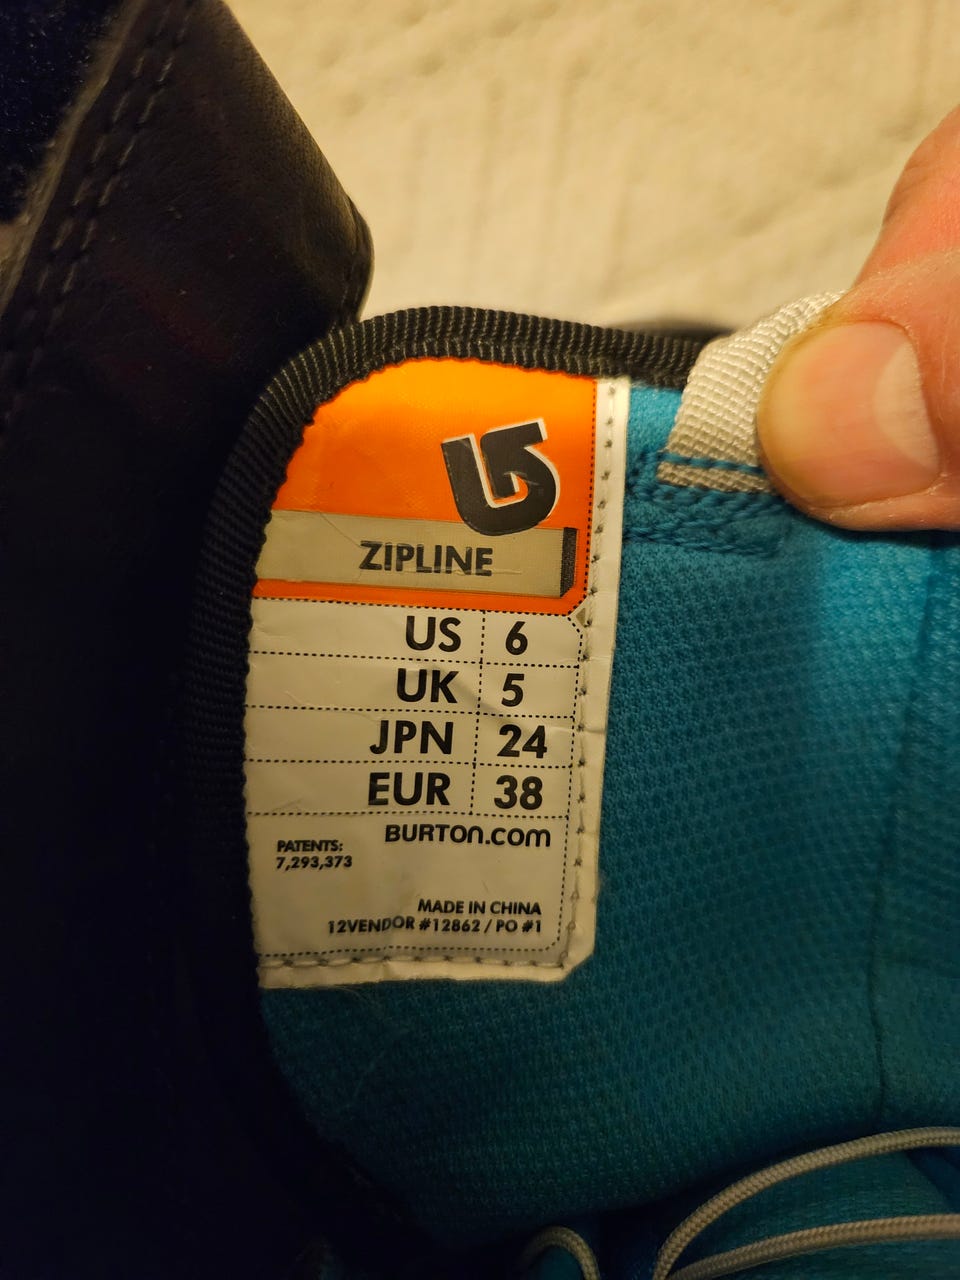 ZIPLINE
US 6
UK 5
JPN 24
EUR 38
BURTON.COM
PATENTS:
7,293,373
MADE IN CHINA
12VENDOR #12862 / PO #1